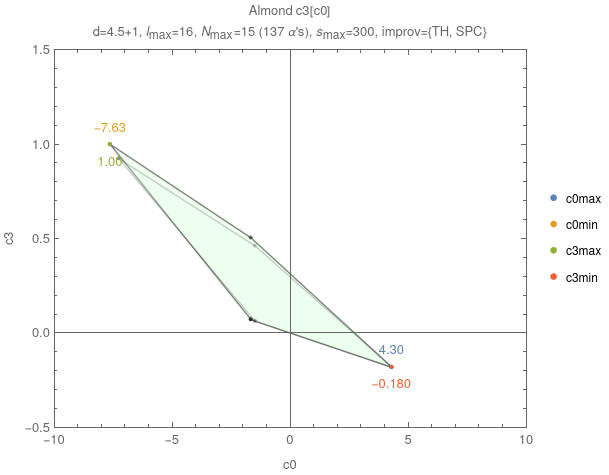 Almond c3[c0]
d=4.5+1, lmax=16, Nmax=15 (137 α's), smax=300, improv={TH, SPC}
1.5
−7.63
1.0
1.00
c0max
c0min
c3
0.5
c3max
c3min
0.0
4.30
−0.180
−0.5
−10
−5
0
5
10
c0